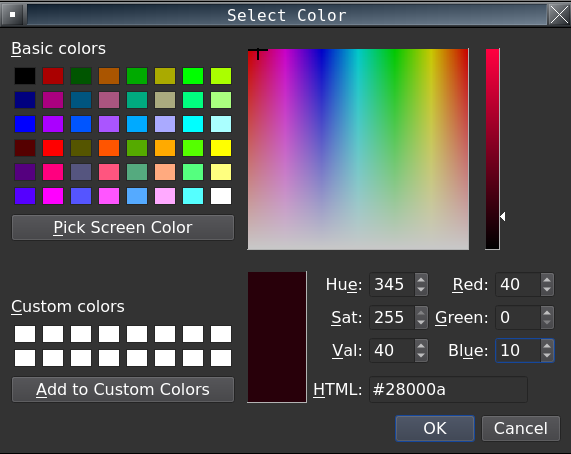 Select Color
Basic colors
Pick Screen Color
Custom colors
Add to Custom Colors
Hue: 345 Red: 40
Sat: 255 Green: 0
Val: 40 Blue: 10
HTML: #28000a
OK Cancel